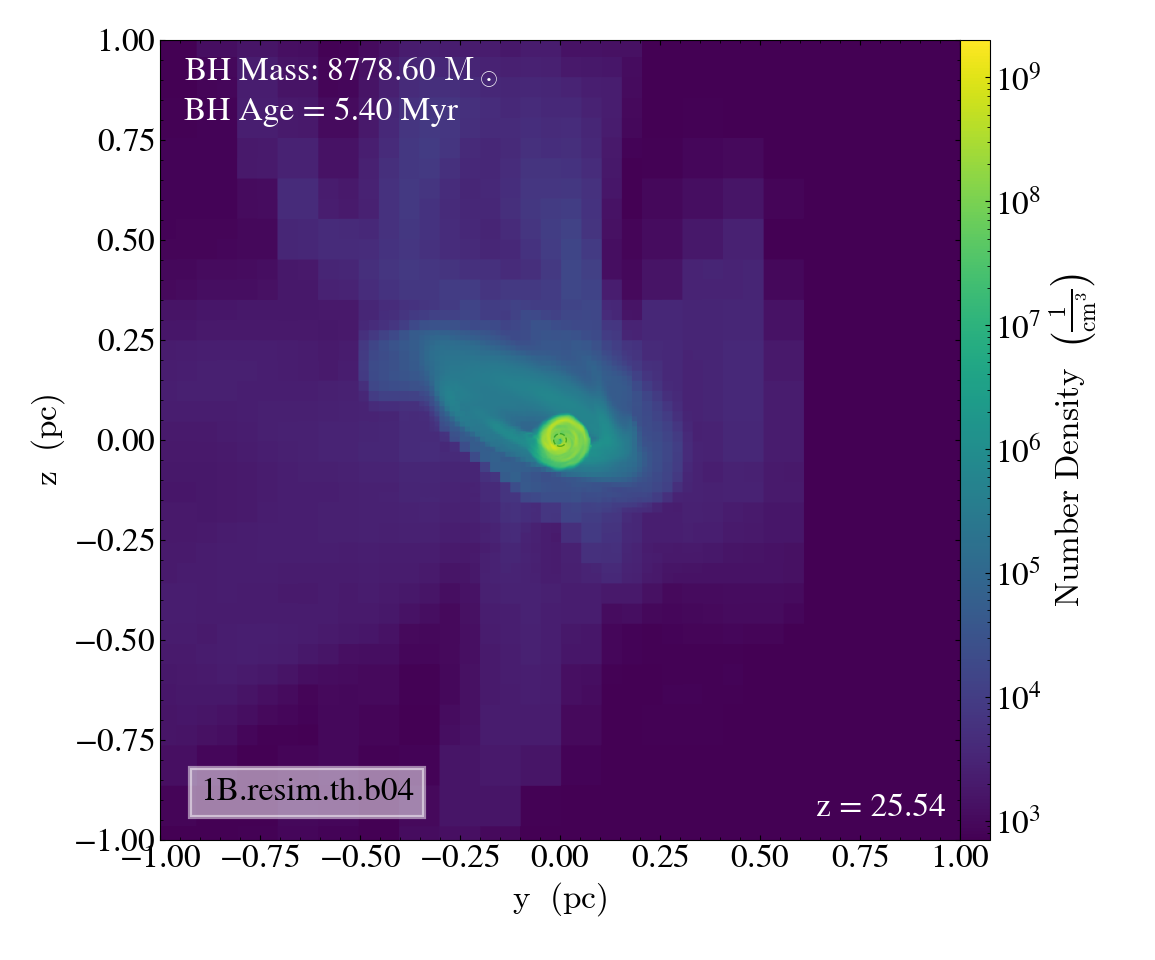 BH Mass: 8778.60 M⊙
BH Age = 5.40 Myr
1.00
0.75
0.50
0.25
0.00
−0.25
−0.50
−0.75
−1.00
z (pc)
1B.resim.th.b04
z = 25.54
−1.00 −0.75 −0.50 −0.25 0.00 0.25 0.50 0.75 1.00
y (pc)
10⁹
10⁸
10⁷
10⁶
10⁵
10⁴
10³
Number Density (1/cm³)